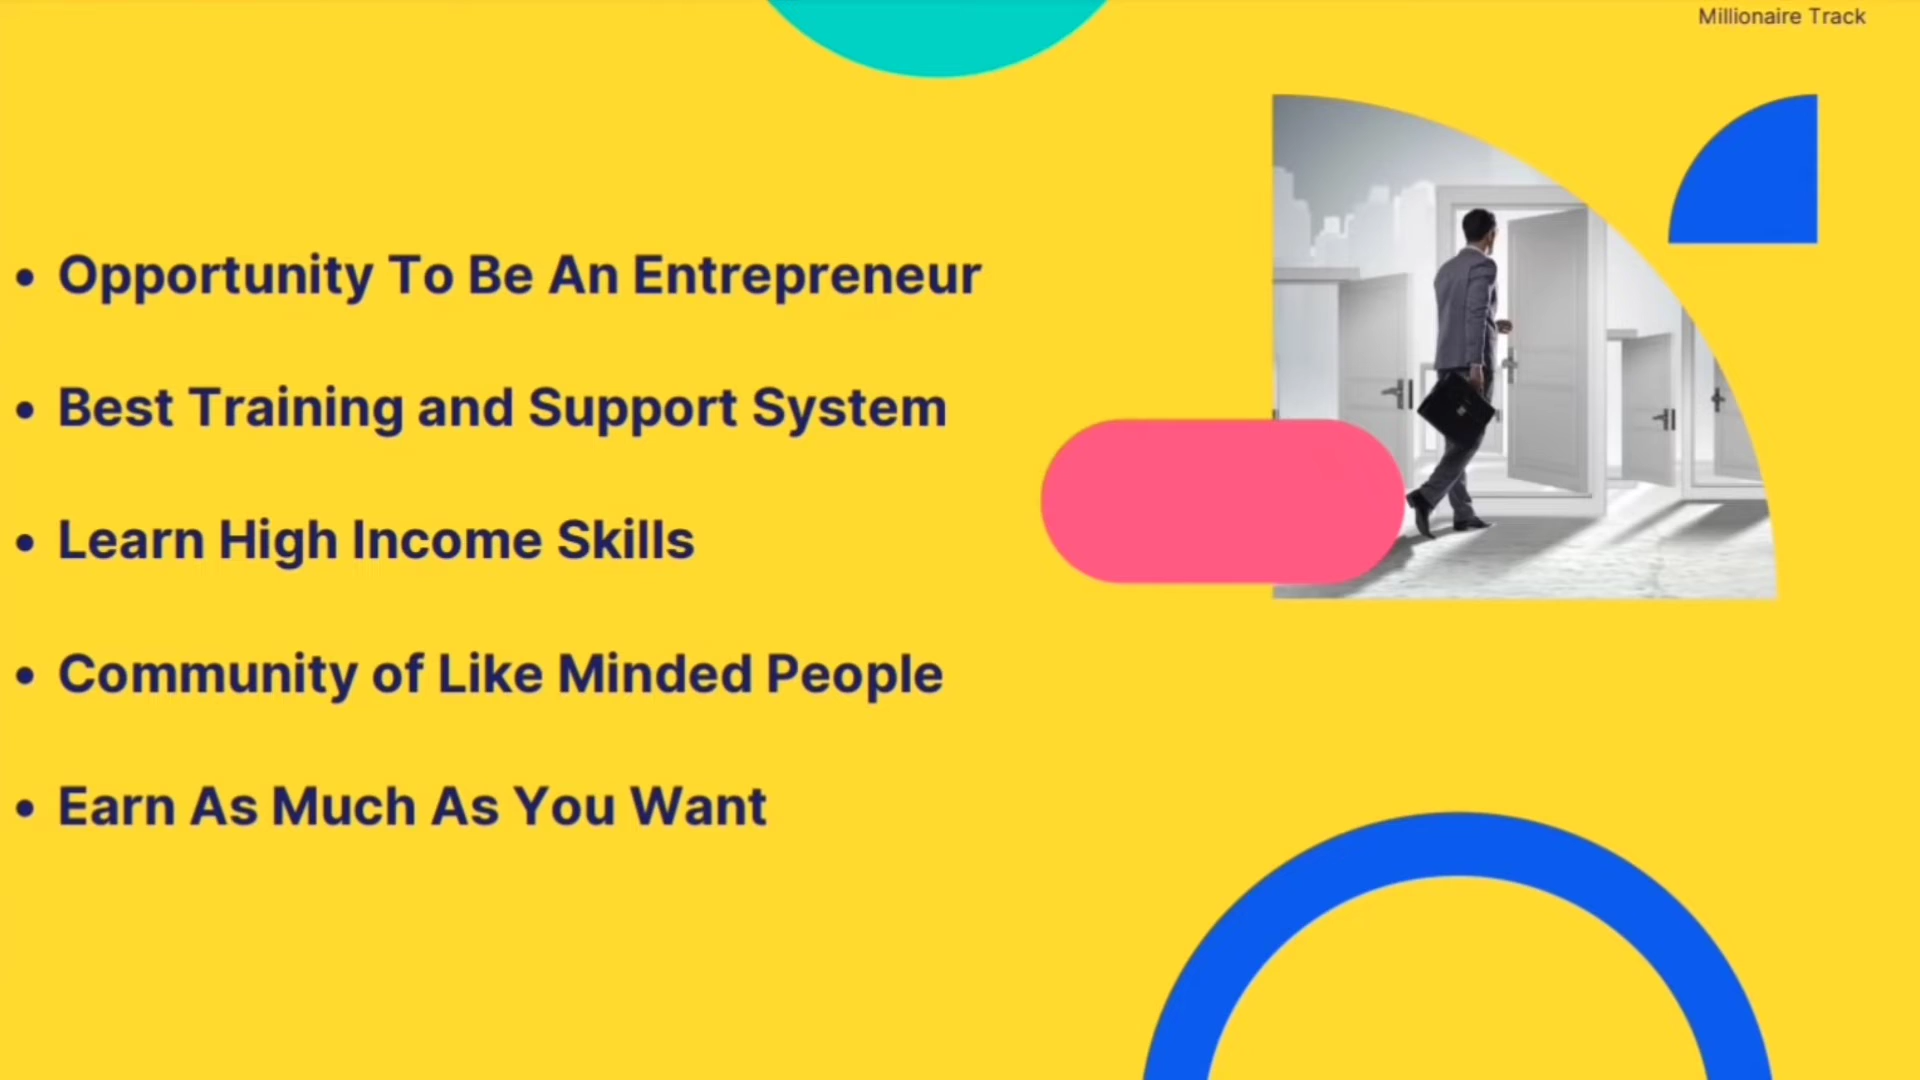 Millionaire Track
• Opportunity To Be An Entrepreneur
• Best Training and Support System
• Learn High Income Skills
• Community of Like Minded People
• Earn As Much As You Want